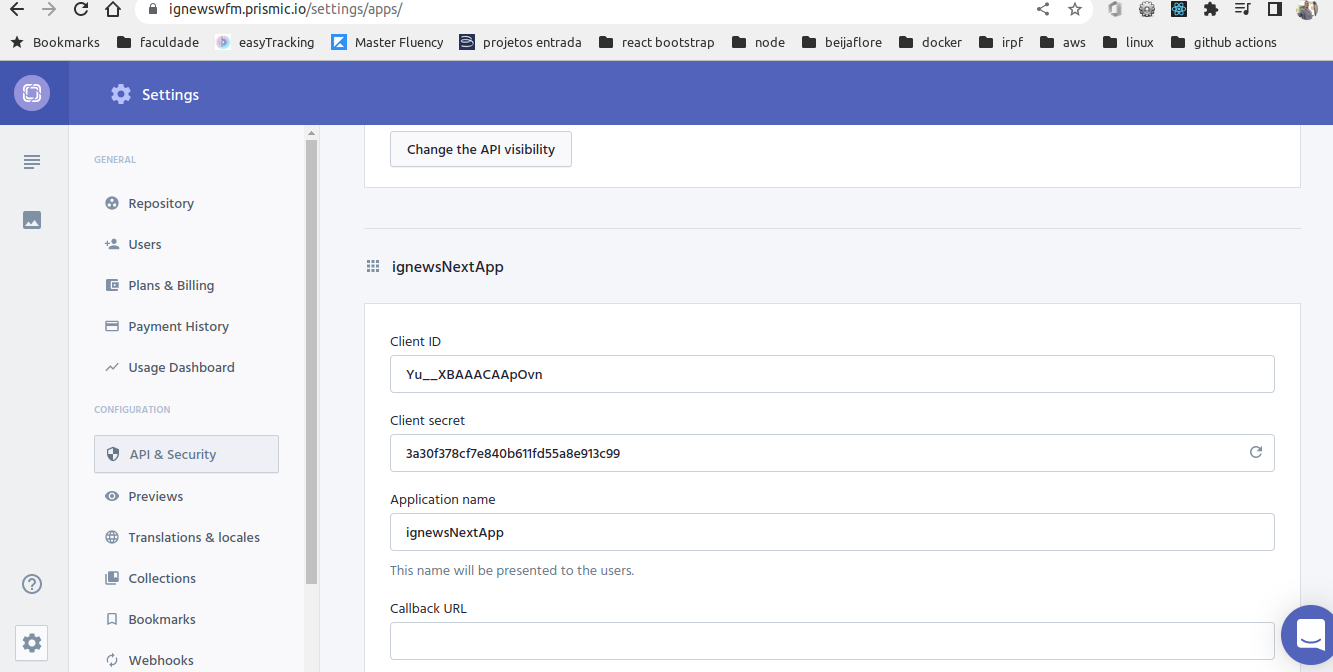 ignewswfm.prismic.io/settings/apps/
Bookmarks faculdade easyTracking Master Fluency projetos entrada react bootstrap node beijaflore docker irpf aws linux github actions
Settings
GENERAL
Repository
Users
Plans & Billing
Payment History
Usage Dashboard
CONFIGURATION
API & Security
Previews
Translations & locales
Collections
Bookmarks
Webhooks
Change the API visibility
ignewsNextApp
Client ID
Yu__XBAAACAApOvn
Client secret
3a30f378cf7e840b611fd55a8e913c99
Application name
ignewsNextApp
This name will be presented to the users.
Callback URL